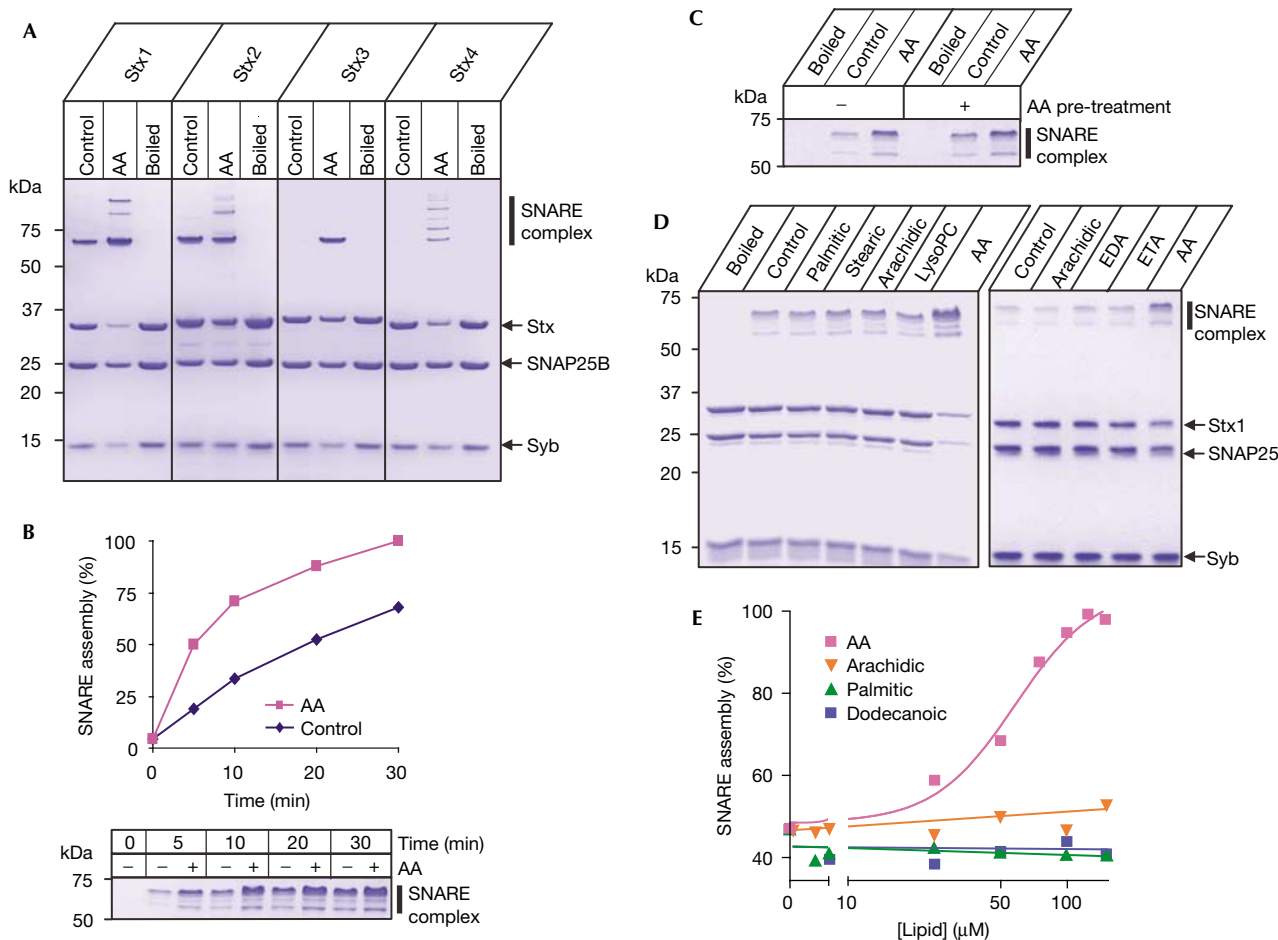 A
Stx1 Stx2 Stx3 Stx4
Control AA Boiled Control AA Boiled Control AA Boiled Control AA Boiled
kDa
75
50
37
25
20
15
SNARE
complex
Stx
SNAP25B
Syb
B
SNARE assembly (%)
100
75
50
25
0
AA
Control
0 10 20 30
Time (min)
0 5 10 20 30 Time (min)
– – + – + – + – + AA
kDa
75
50
SNARE
complex
C
Boiled Control AA Boiled Control AA
– + AA pre-treatment
kDa
75
50
SNARE
complex
D
Boiled Control Palmitic Stearic Arachidic LysoPC AA
Control Arachidic EDA ETA AA
kDa
75
50
37
25
20
15
SNARE
complex
Stx1
SNAP25
Syb
E
SNARE assembly (%)
100
80
60
40
AA
Arachidic
Palmitic
Dodecanoic
0 10 50 100
[Lipid] (μM)